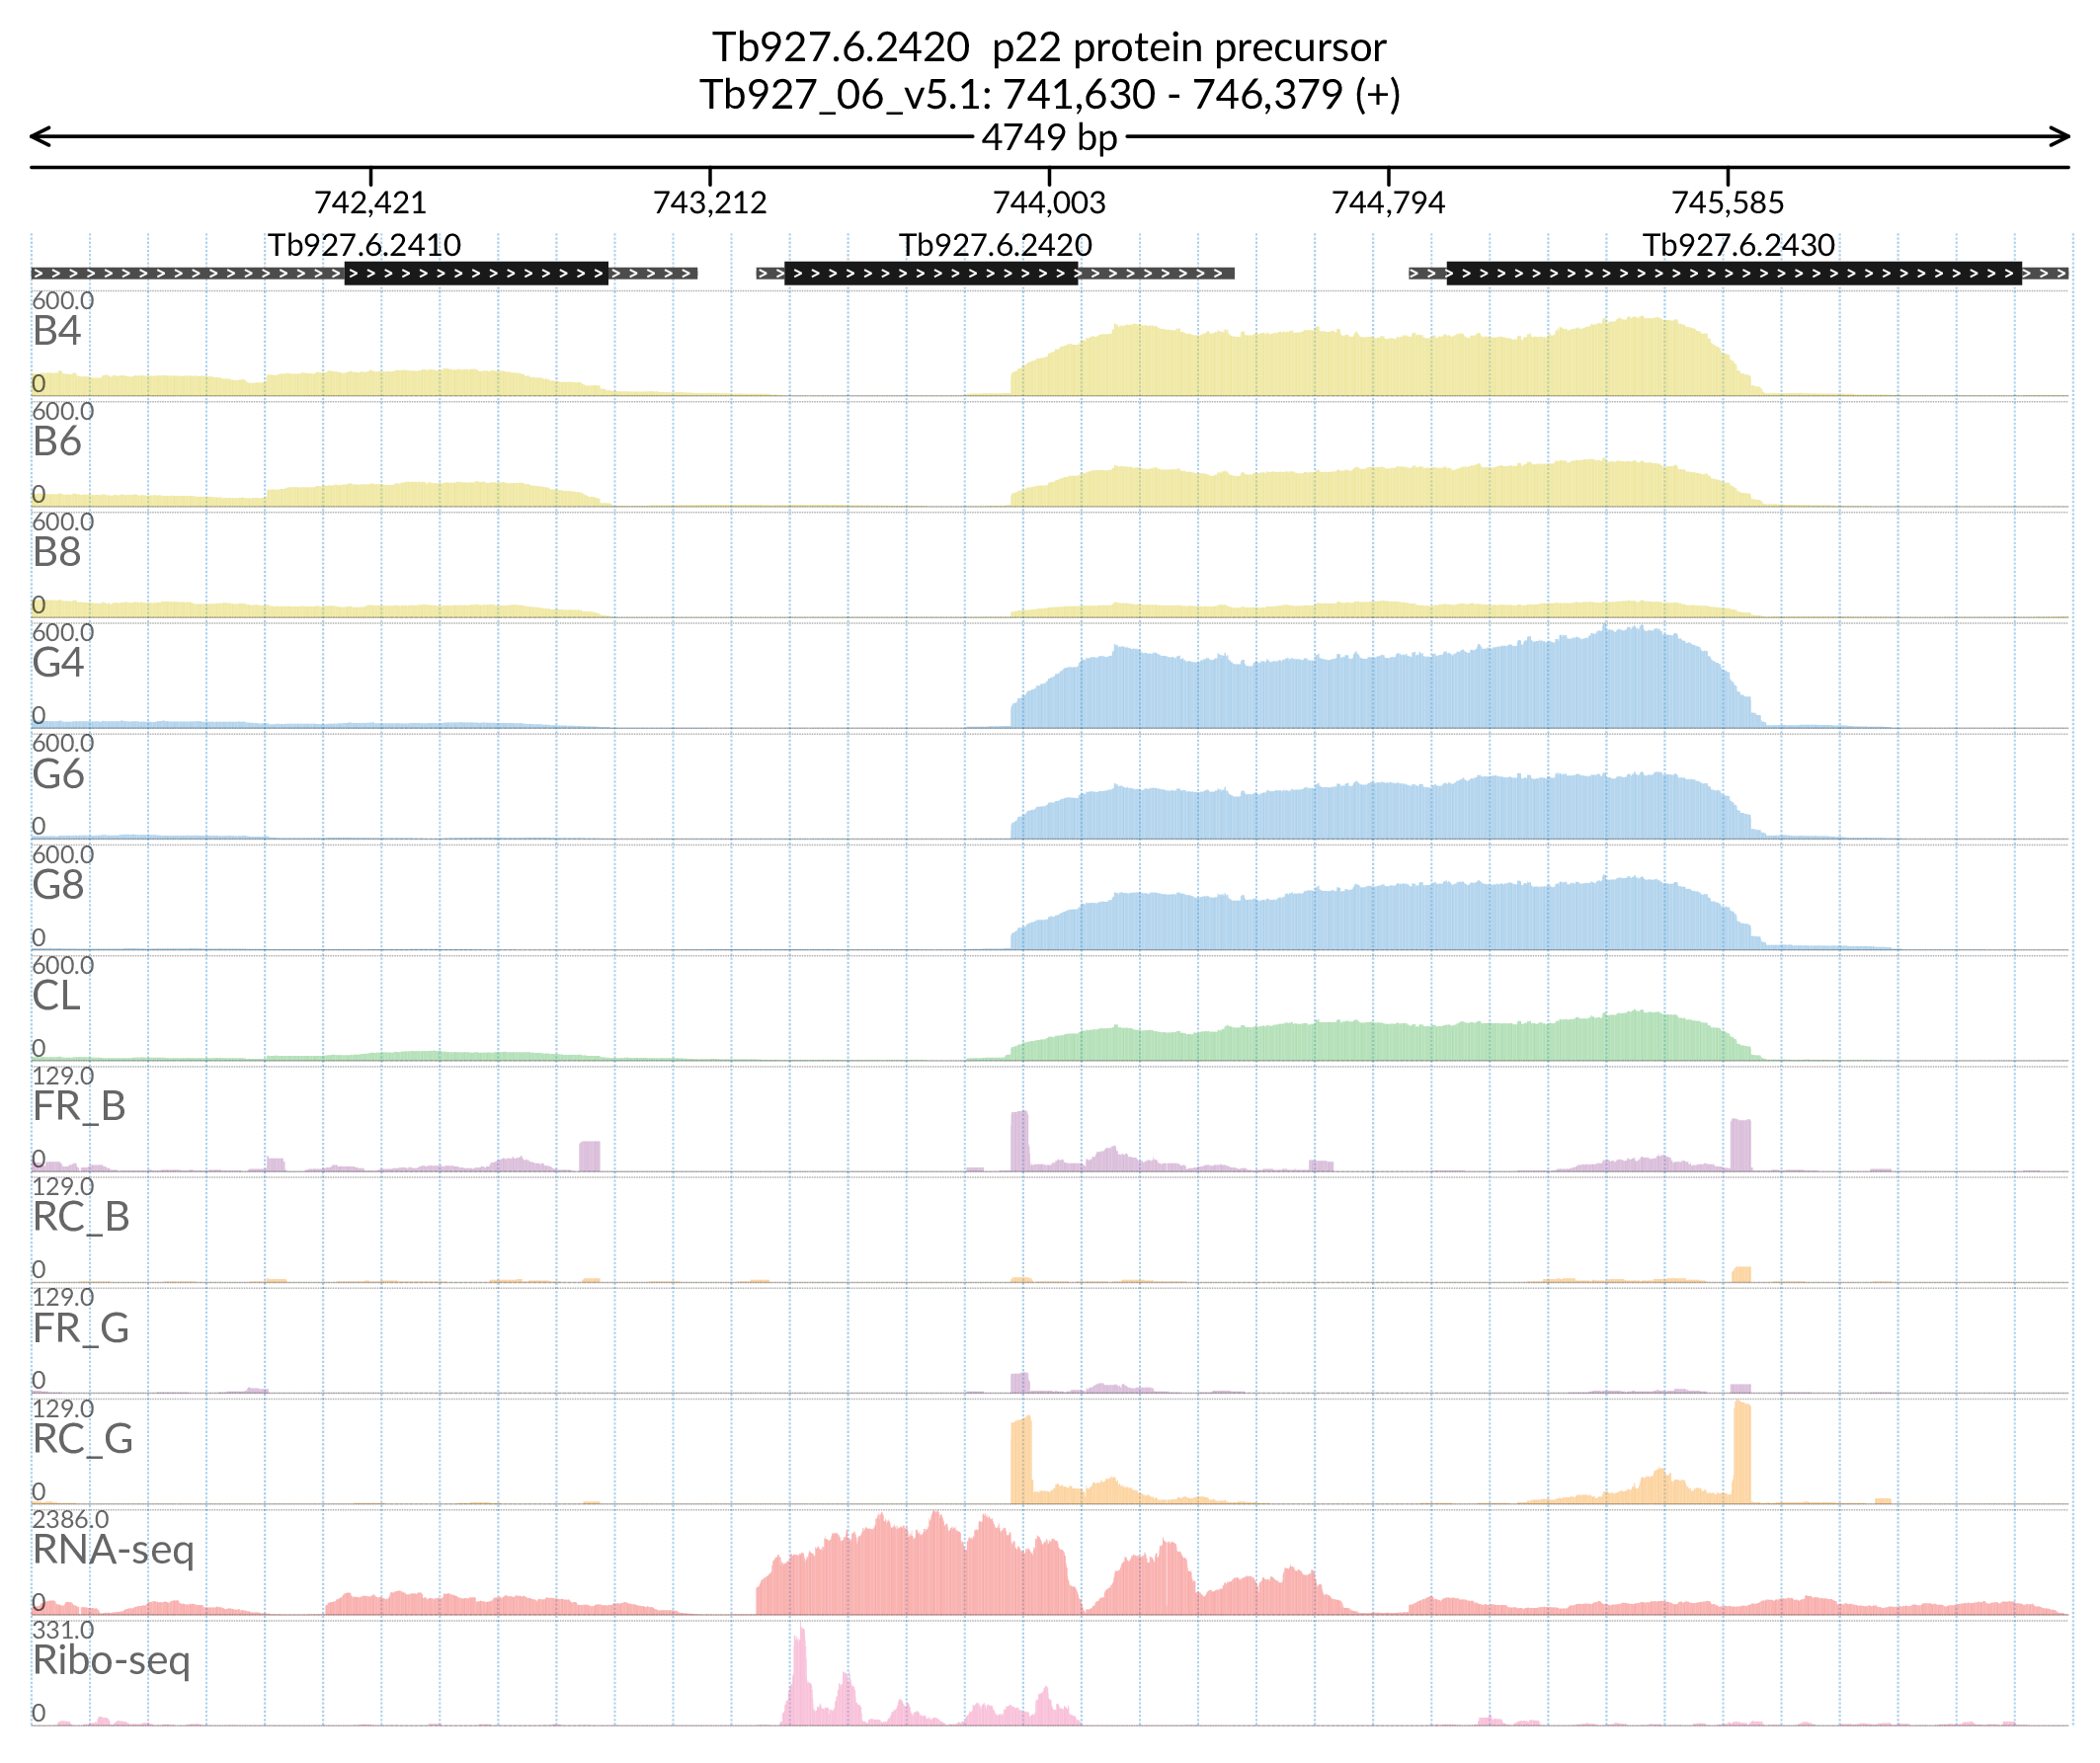 Tb927.6.2420  p22 protein precursor
Tb927_06_v5.1: 741,630 - 746,379 (+)
4749 bp
742,421 743,212 744,003 744,794 745,585
Tb927.6.2410 Tb927.6.2420 Tb927.6.2430
600.0
B4
0
600.0
B6
0
600.0
B8
0
600.0
G4
0
600.0
G6
0
600.0
G8
0
600.0
CL
0
129.0
FR_B
0
129.0
RC_B
0
129.0
FR_G
0
129.0
RC_G
0
2386.0
RNA-seq
0
331.0
Ribo-seq
0